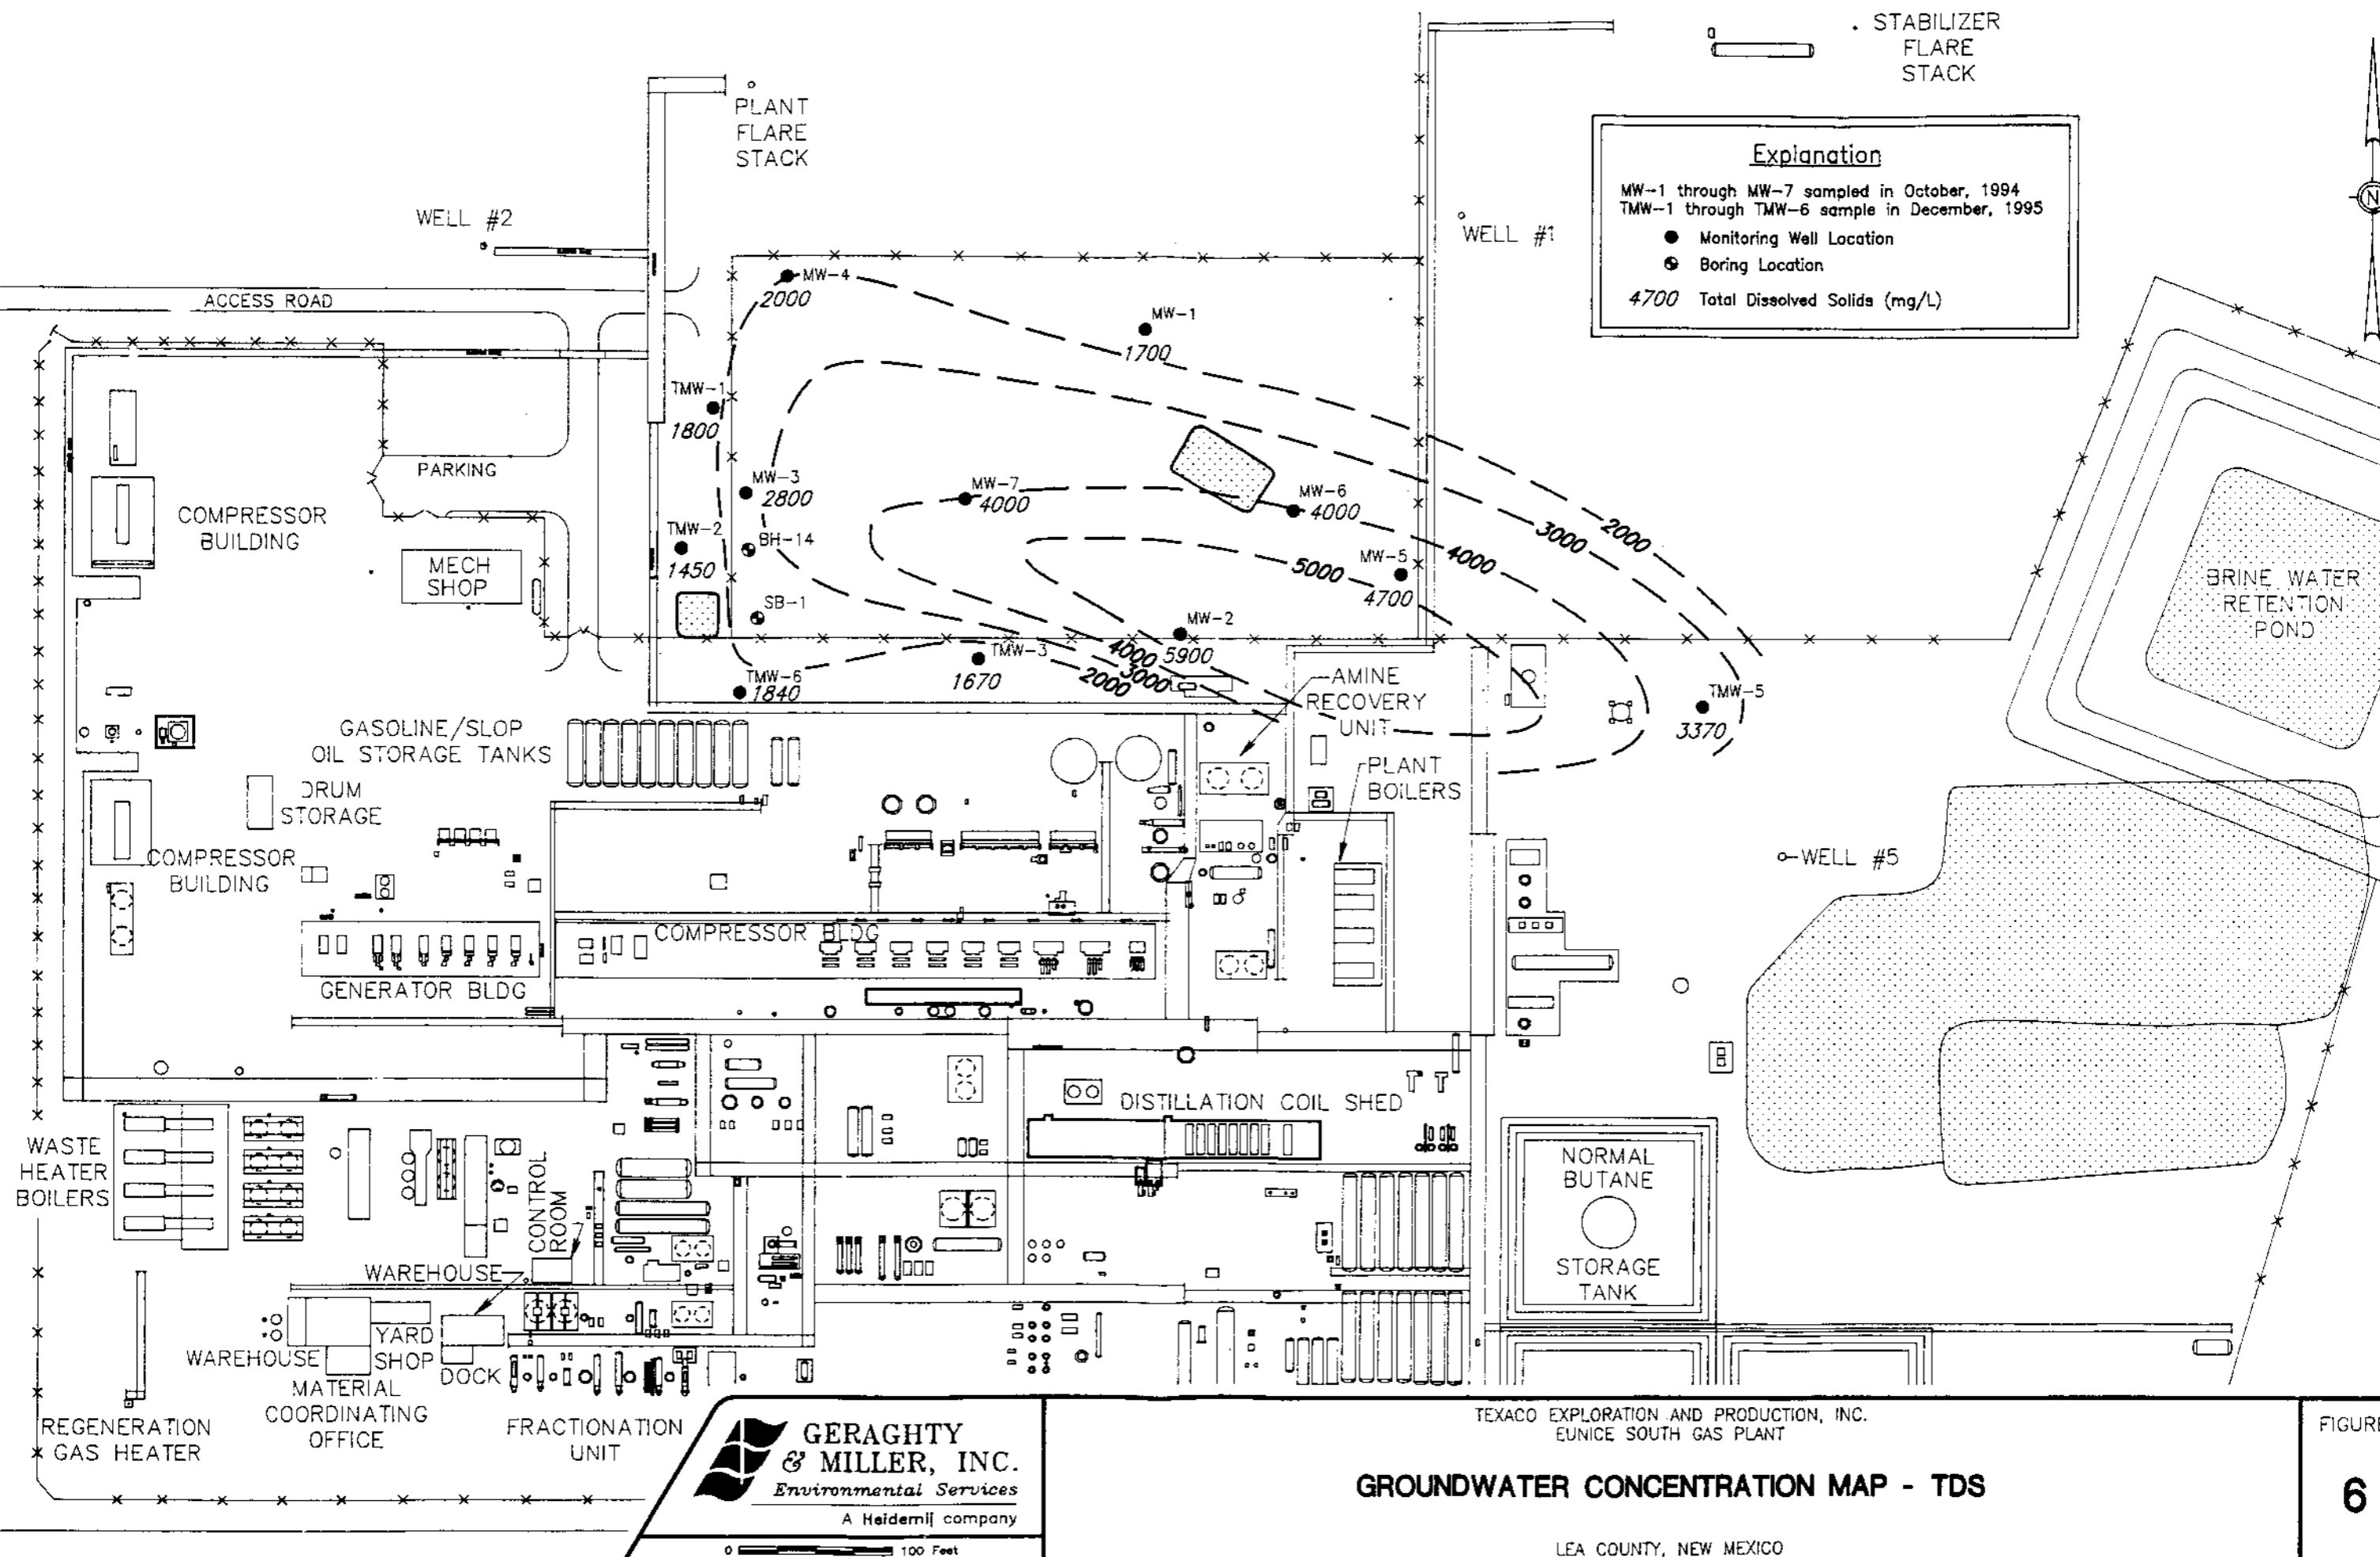 STABILIZER
FLARE
STACK
PLANT
FLARE
STACK
Explanation
MW-1 through MW-7 sampled in October, 1994
TMW-1 through TMW-6 sample in December, 1995
Monitoring Well Location
Boring Location
4700 Total Dissolved Solids (mg/L)
N
WELL #2
WELL #1
ACCESS ROAD
MW-4
2000
MW-1
1700
TMW-1
1800
PARKING
MW-3
2800
MW-7
4000
MW-6
4000
COMPRESSOR
BUILDING
TMW-2
1450
BH-14
MECH
SHOP
SB-1
MW-5
4700
5000
4000
3000
2000
BRINE WATER
RETENTION
POND
MW-2
5900
4000
3000
2000
TMW-3
1670
TMW-6
1840
AMINE
RECOVERY
UNIT
TMW-5
3370
GASOLINE/SLOP
OIL STORAGE TANKS
PLANT
BOILERS
DRUM
STORAGE
COMPRESSOR
BUILDING
WELL #5
COMPRESSOR BLDG
GENERATOR BLDG
DISTILLATION COIL SHED
WASTE
HEATER
BOILERS
CONTROL
ROOM
NORMAL
BUTANE
STORAGE
TANK
WAREHOUSE
WAREHOUSE
YARD
SHOP
DOCK
MATERIAL
COORDINATING
OFFICE
REGENERATION
GAS HEATER
FRACTIONATION
UNIT
GERAGHTY
& MILLER, INC.
Environmental Services
A Heidemij company
0 100 Feet
TEXACO EXPLORATION AND PRODUCTION, INC.
EUNICE SOUTH GAS PLANT
GROUNDWATER CONCENTRATION MAP - TDS
LEA COUNTY, NEW MEXICO
FIGURE
6